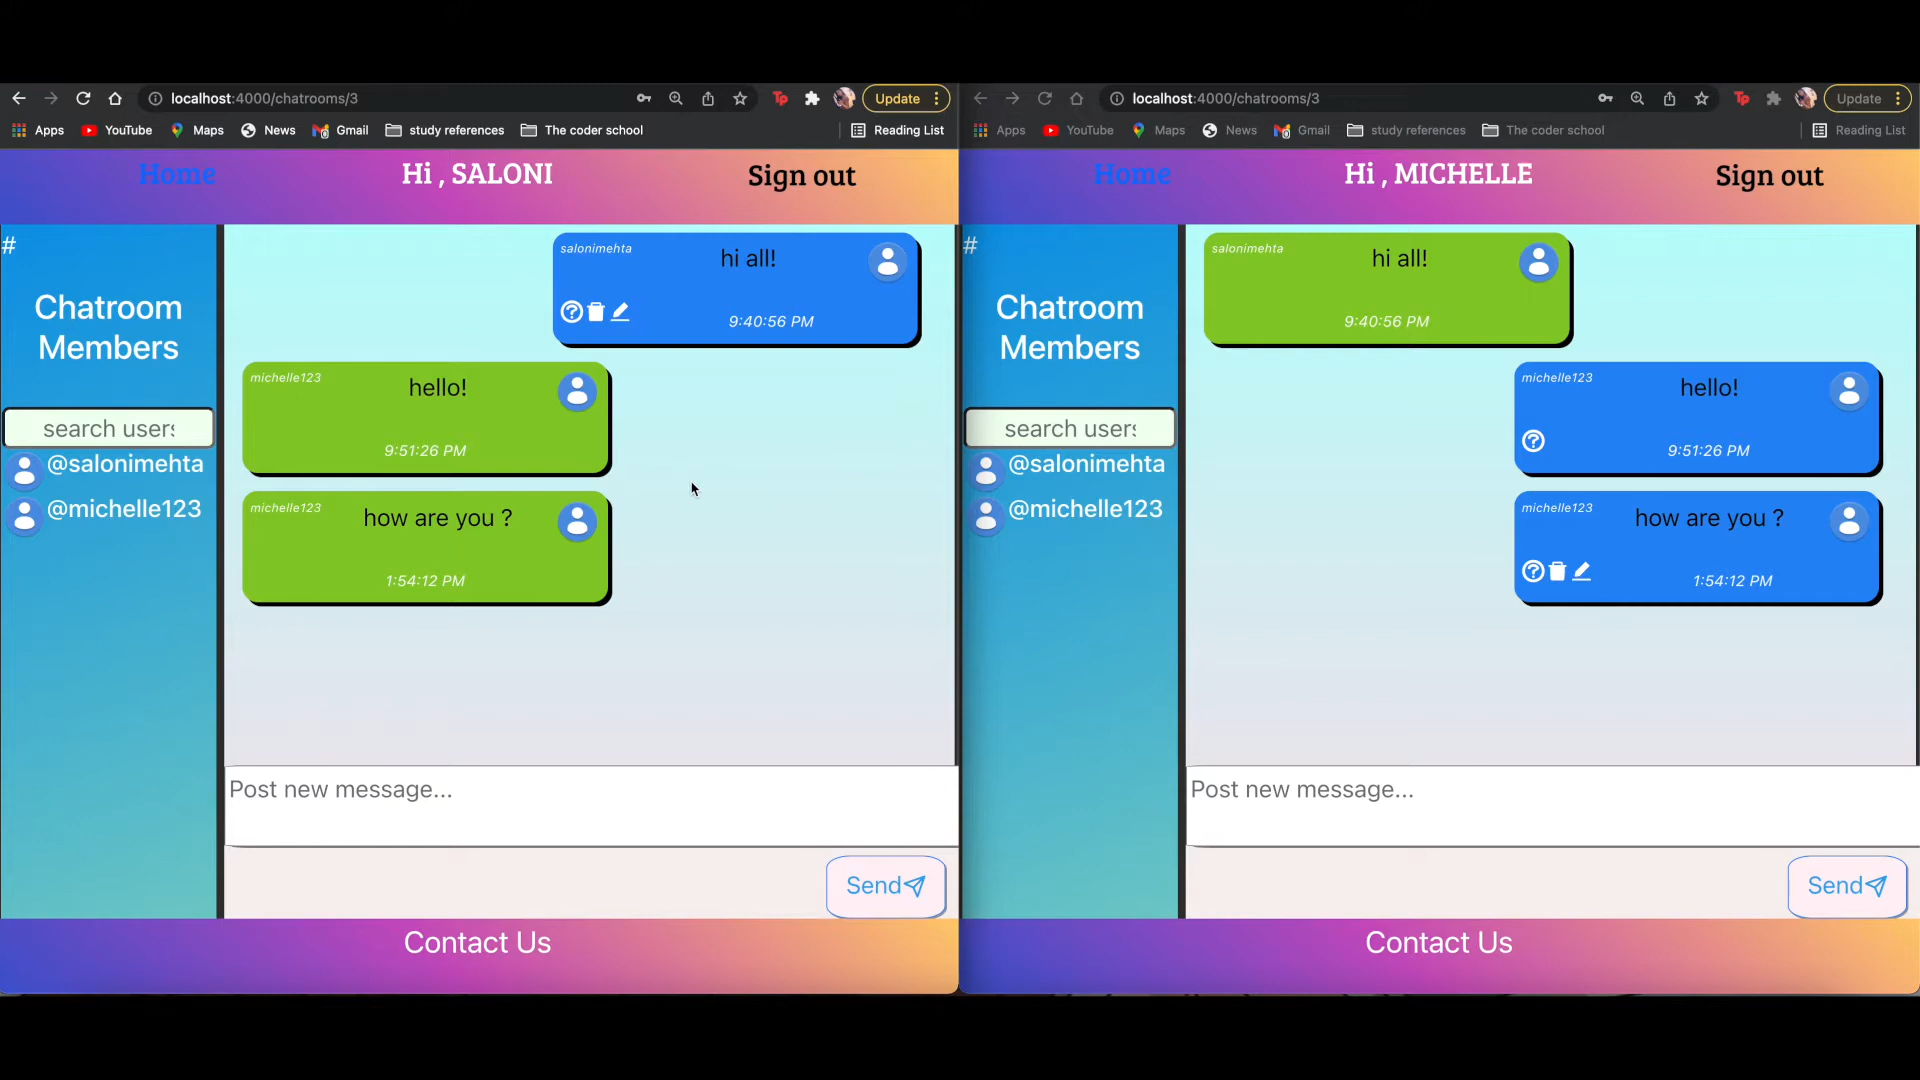 localhost:4000/chatrooms/3
Update
Apps
YouTube
Maps
News
Gmail
study references
The coder school
Reading List
Home
Hi , SALONI
Sign out
#
Chatroom
Members
search users
@salonimehta
@michelle123
salonimehta
hi all!
9:40:56 PM
michelle123
hello!
9:51:26 PM
michelle123
how are you ?
1:54:12 PM
Post new message...
Send
Contact Us
localhost:4000/chatrooms/3
Update
Apps
YouTube
Maps
News
Gmail
study references
The coder school
Reading List
Home
Hi , MICHELLE
Sign out
#
Chatroom
Members
search users
@salonimehta
@michelle123
salonimehta
hi all!
9:40:56 PM
michelle123
hello!
9:51:26 PM
michelle123
how are you ?
1:54:12 PM
Post new message...
Send
Contact Us